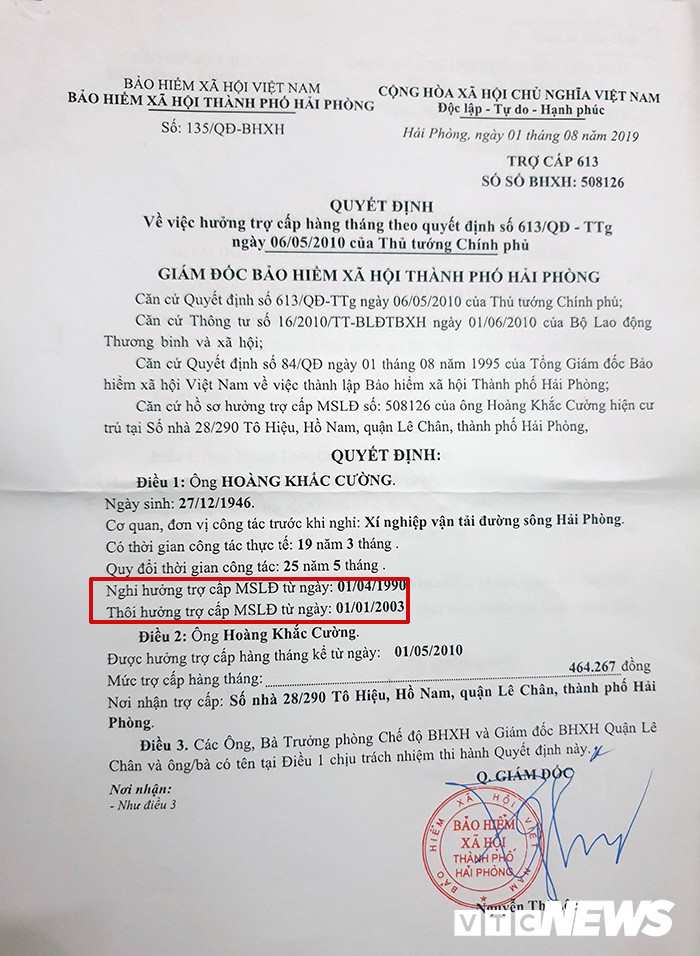 BẢO HIỂM XÃ HỘI VIỆT NAM
BẢO HIỂM XÃ HỘI THÀNH PHỐ HẢI PHÒNG
Số: 135/QĐ-BHXH
CỘNG HÒA XÃ HỘI CHỦ NGHĨA VIỆT NAM
Độc lập - Tự do - Hạnh phúc
Hải Phòng, ngày 01 tháng 08 năm 2019
TRỢ CẤP 613
SỐ SỔ BHXH: 508126
QUYẾT ĐỊNH
Về việc hưởng trợ cấp hàng tháng theo quyết định số 613/QĐ - TTg
ngày 06/05/2010 của Thủ tướng Chính phủ
GIÁM ĐỐC BẢO HIỂM XÃ HỘI THÀNH PHỐ HẢI PHÒNG
Căn cứ Quyết định số 613/QĐ-TTg ngày 06/05/2010 của Thủ tướng Chính phủ;
Căn cứ Thông tư số 16/2010/TT-BLĐTBXH ngày 01/06/2010 của Bộ Lao động
Thương binh và xã hội;
Căn cứ Quyết định số 84/QĐ ngày 01 tháng 08 năm 1995 của Tổng Giám đốc Bảo
hiểm xã hội Việt Nam về việc thành lập Bảo hiểm xã hội Thành phố Hải Phòng;
Căn cứ hồ sơ hưởng trợ cấp MSLĐ số: 508126 của ông Hoàng Khắc Cường hiện cư
trú tại Số nhà 28/290 Tô Hiệu, Hồ Nam, quận Lê Chân, thành phố Hải Phòng,
QUYẾT ĐỊNH:
Điều 1: Ông HOÀNG KHẮC CƯỜNG.
Ngày sinh: 27/12/1946.
Cơ quan, đơn vị công tác trước khi nghỉ: Xí nghiệp vận tải đường sông Hải Phòng.
Có thời gian công tác thực tế: 19 năm 3 tháng .
Quy đổi thời gian công tác: 25 năm 5 tháng .
Nghỉ hưởng trợ cấp MSLĐ từ ngày: 01/04/1990
Thôi hưởng trợ cấp MSLĐ từ ngày: 01/01/2003
Điều 2: Ông Hoàng Khắc Cường.
Được hưởng trợ cấp hàng tháng kể từ ngày: 01/05/2010
Mức trợ cấp hàng tháng: 464.267 đồng
Nơi nhận trợ cấp: Số nhà 28/290 Tô Hiệu, Hồ Nam, quận Lê Chân, thành phố Hải
Phòng.
Điều 3. Các Ông, Bà Trưởng phòng Chế độ BHXH và Giám đốc BHXH Quận Lê
Chân và ông/bà có tên tại Điều 1 chịu trách nhiệm thi hành Quyết định này.
Nơi nhận:
- Như điều 3
Q. GIÁM ĐỐC
BẢO HIỂM XÃ HỘI VIỆT NAM
BẢO HIỂM
XÃ HỘI
THÀNH PHỐ
HẢI PHÒNG
Nguyễn
VTC NEWS